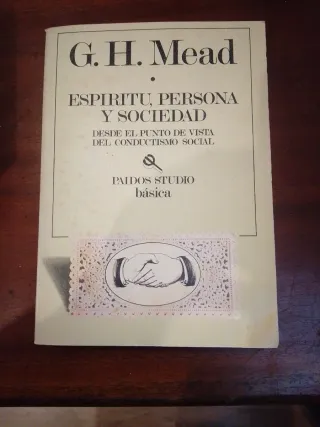 G. H. Mead
•
ESPIRITU, PERSONA
Y SOCIEDAD
DESDE EL PUNTO DE VISTA
DEL CONDUCTISMO SOCIAL
PAIDOS STUDIO
básica